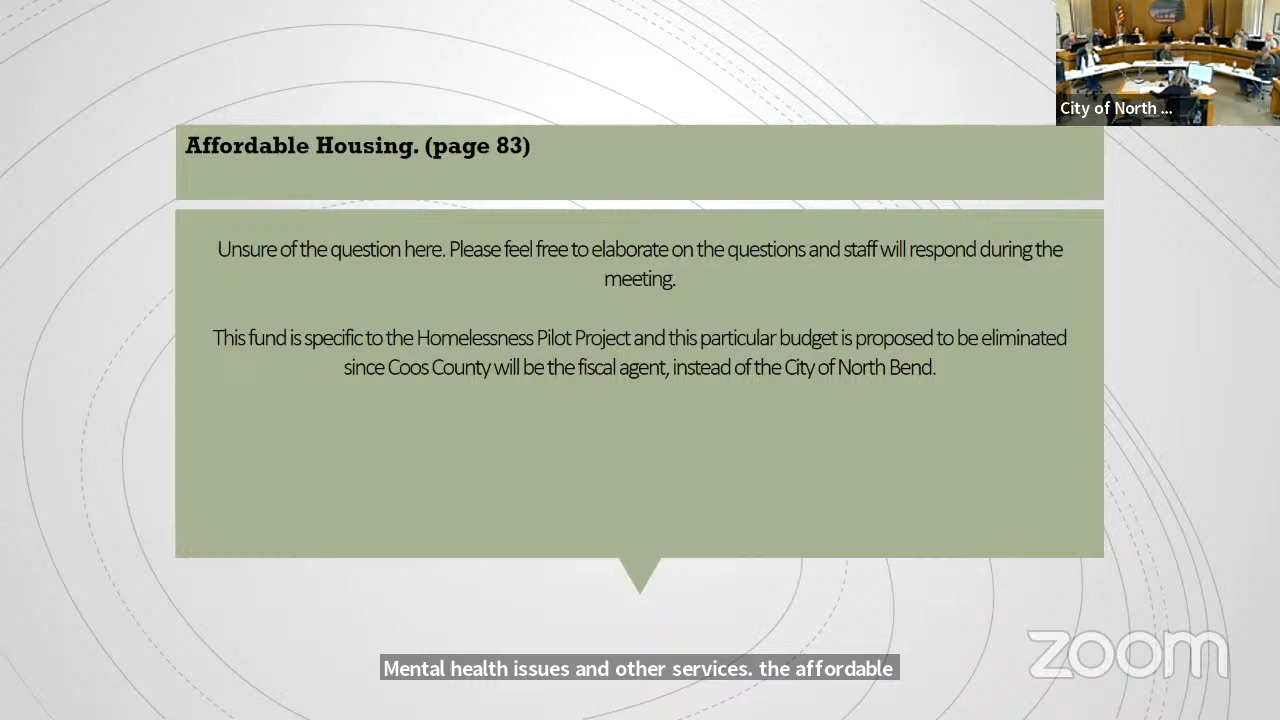 City of North ...
Affordable Housing. (page 83)
Unsure of the question here. Please feel free to elaborate on the questions and staff will respond during the
meeting.
This fund is specific to the Homelessness Pilot Project and this particular budget is proposed to be eliminated
since Coos County will be the fiscal agent, instead of the City of North Bend.
zoom
Mental health issues and other services. the affordable